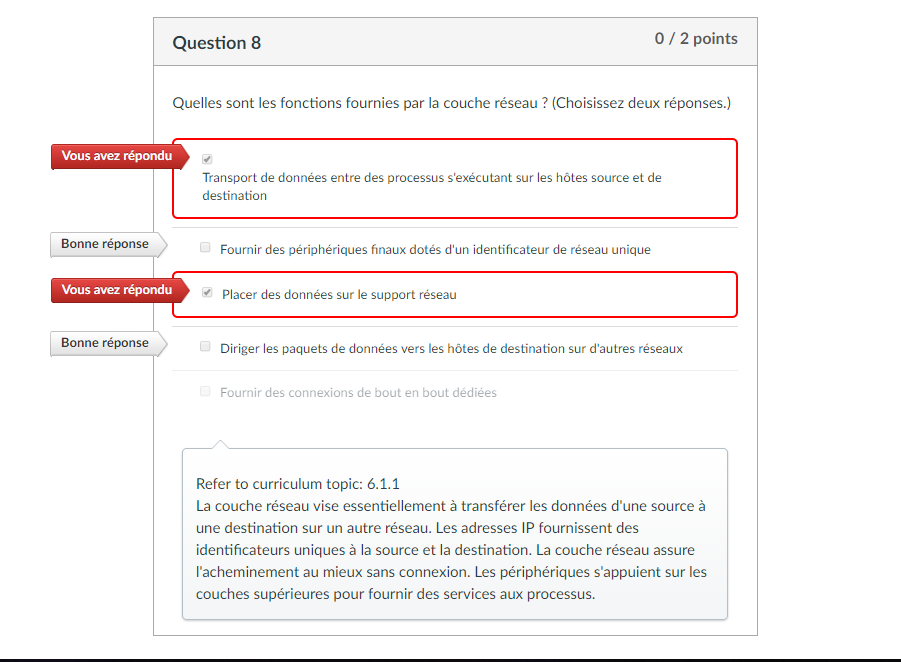 Question 8
0 / 2 points
Quelles sont les fonctions fournies par la couche réseau ? (Choisissez deux réponses.)
Vous avez répondu
Transport de données entre des processus s'exécutant sur les hôtes source et de
destination
Bonne réponse
Fournir des périphériques finaux dotés d'un identificateur de réseau unique
Vous avez répondu
Placer des données sur le support réseau
Bonne réponse
Diriger les paquets de données vers les hôtes de destination sur d'autres réseaux
Fournir des connexions de bout en bout dédiées
Refer to curriculum topic: 6.1.1
La couche réseau vise essentiellement à transférer les données d'une source à
une destination sur un autre réseau. Les adresses IP fournissent des
identificateurs uniques à la source et la destination. La couche réseau assure
l'acheminement au mieux sans connexion. Les périphériques s'appuient sur les
couches supérieures pour fournir des services aux processus.